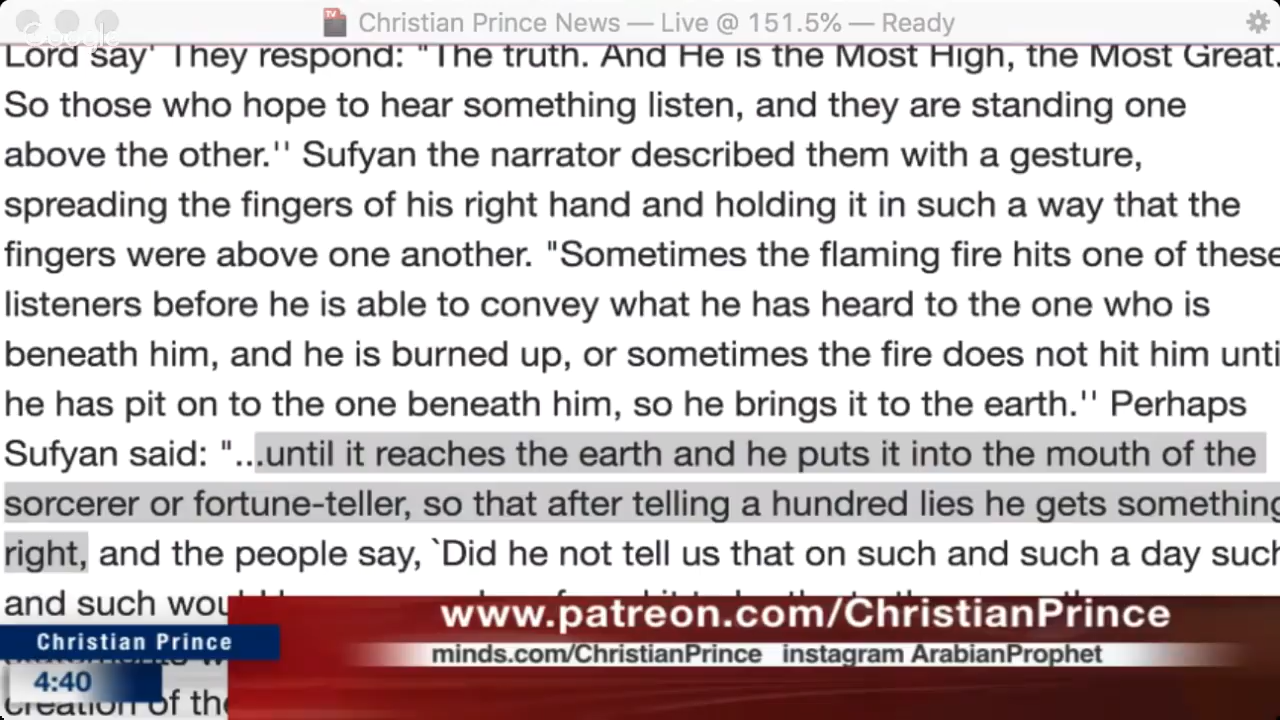 Christian Prince News — Live @ 151.5% — Ready
Google
Lord say' They respond: "The truth. And He is the Most High, the Most Great.
So those who hope to hear something listen, and they are standing one
above the other.'' Sufyan the narrator described them with a gesture,
spreading the fingers of his right hand and holding it in such a way that the
fingers were above one another. "Sometimes the flaming fire hits one of these
listeners before he is able to convey what he has heard to the one who is
beneath him, and he is burned up, or sometimes the fire does not hit him unti
he has pit on to the one beneath him, so he brings it to the earth.'' Perhaps
Sufyan said: "...until it reaches the earth and he puts it into the mouth of the
sorcerer or fortune-teller, so that after telling a hundred lies he gets something
right, and the people say, `Did he not tell us that on such and such a day such
and such
www.patreon.com/ChristianPrince
Christian Prince
minds.com/ChristianPrince instagram ArabianProphet
4:40
creation of the